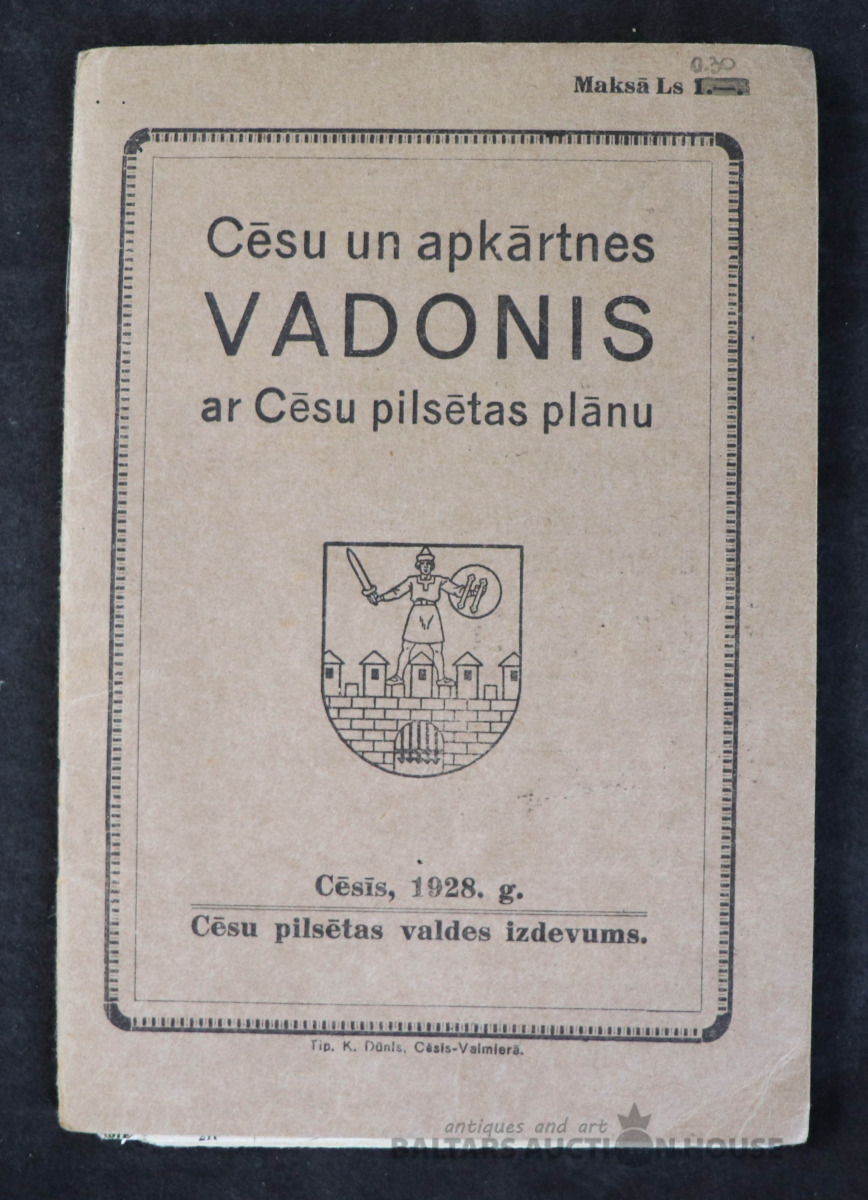 0.30
Maksā Ls 1.—.
Cēsu un apkārtnes
VADONIS
ar Cēsu pilsētas plānu
Cēsīs, 1928. g.
Cēsu pilsētas valdes izdevums.
Tip. K. Dūnis, Cēsis-Valmierā.
antiques and art
BALTARS AUCTION HOUSE